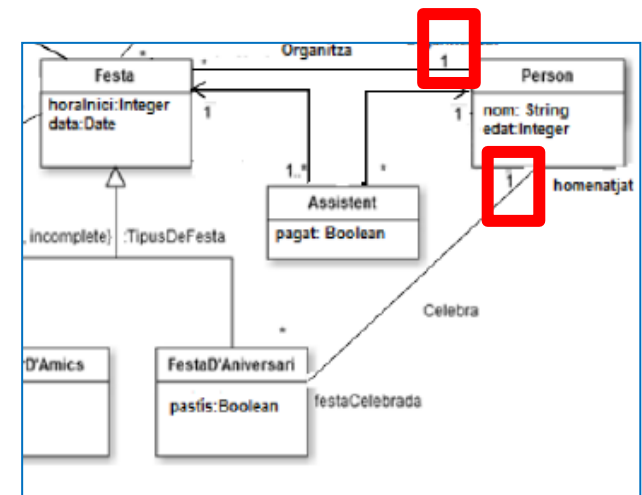 *
*
Organitza
1
Festa
horaInici:Integer
data:Date
1
1
Person
nom: String
edat:Integer
1
homenatjat
1..*
*
Assistent
pagat: Boolean
, incomplete}
:TipusDeFesta
Celebra
*
D'Amics
FestaD'Aniversari
pastis:Boolean
festaCelebrada